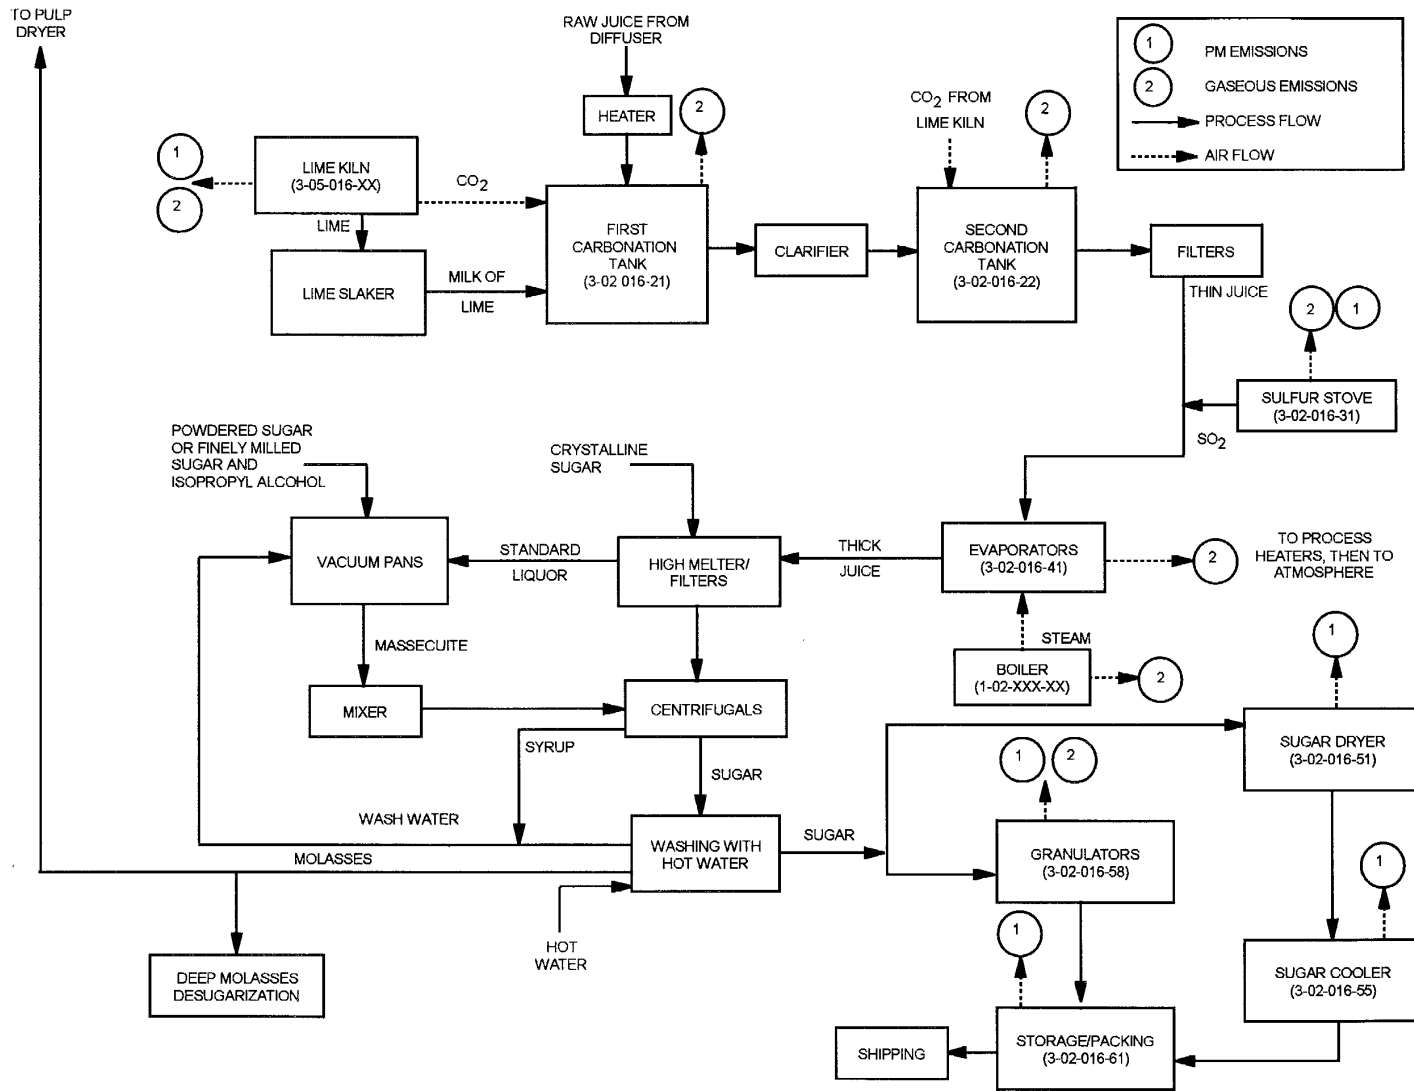 TO PULP
DRYER
RAW JUICE FROM
DIFFUSER
1
PM EMISSIONS
2
GASEOUS EMISSIONS
PROCESS FLOW
AIR FLOW
HEATER
2
CO2 FROM
LIME KILN
2
1
2
LIME KILN
(3-05-016-XX)
CO2
LIME
LIME SLAKER
MILK OF
LIME
FIRST
CARBONATION
TANK
(3-02 016-21)
CLARIFIER
SECOND
CARBONATION
TANK
(3-02-016-22)
FILTERS
THIN JUICE
2
1
SULFUR STOVE
(3-02-016-31)
SO2
POWDERED SUGAR
OR FINELY MILLED
SUGAR AND
ISOPROPYL ALCOHOL
CRYSTALLINE
SUGAR
VACUUM PANS
STANDARD
LIQUOR
HIGH MELTER/
FILTERS
THICK
JUICE
EVAPORATORS
(3-02-016-41)
2
TO PROCESS
HEATERS, THEN TO
ATMOSPHERE
STEAM
BOILER
(1-02-XXX-XX)
2
MASSECUITE
MIXER
CENTRIFUGALS
SYRUP
SUGAR
1
SUGAR DRYER
(3-02-016-51)
1
2
WASH WATER
MOLASSES
WASHING WITH
HOT WATER
SUGAR
GRANULATORS
(3-02-016-58)
1
HOT
WATER
1
DEEP MOLASSES
DESUGARIZATION
SUGAR COOLER
(3-02-016-55)
STORAGE/PACKING
(3-02-016-61)
SHIPPING